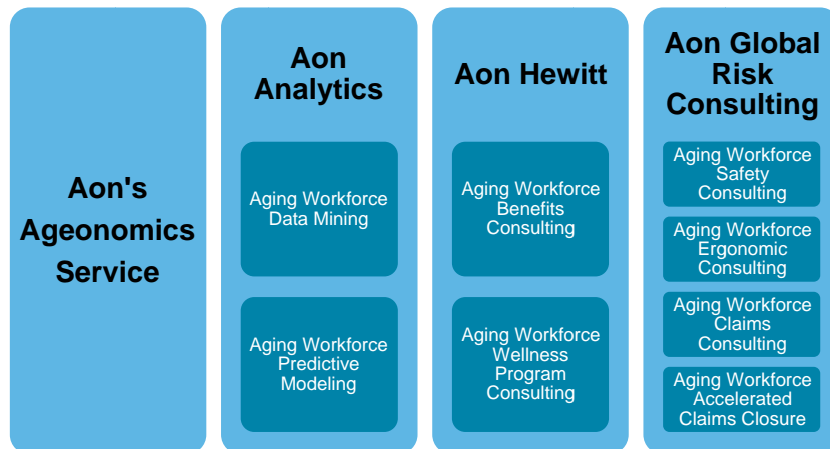 Aon's
Ageonomics
Service
Aon
Analytics
Aging Workforce
Data Mining
Aging Workforce
Predictive
Modeling
Aon Hewitt
Aging Workforce
Benefits
Consulting
Aging Workforce
Wellness
Program
Consulting
Aon Global
Risk
Consulting
Aging Workforce
Safety
Consulting
Aging Workforce
Ergonomic
Consulting
Aging Workforce
Claims
Consulting
Aging Workforce
Accelerated
Claims Closure